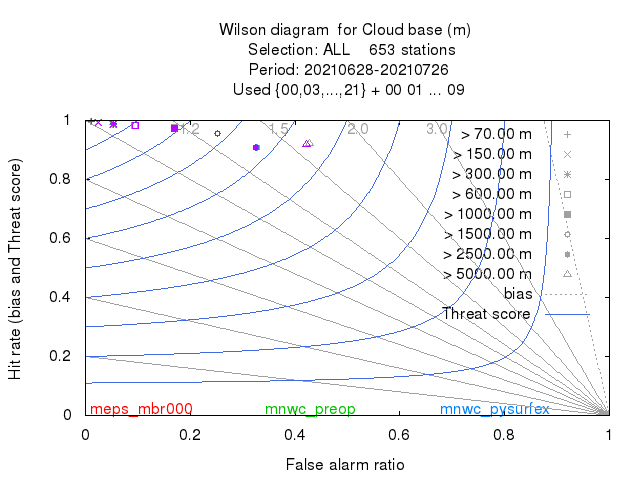 Wilson diagram for Cloud base (m)
Selection: ALL 653 stations
Period: 20210628-20210726
Used {00,03,...,21} + 00 01 ... 09
Hit rate (bias and Threat score)
1
0.8
0.6
0.4
0.2
0
1.2
1.5
2.0
3.0
> 70.00 m
> 150.00 m
> 300.00 m
> 600.00 m
> 1000.00 m
> 1500.00 m
> 2500.00 m
> 5000.00 m
bias
Threat score
meps_mbr000
mnwc_preop
mnwc_pysurfex
0
0.2
0.4
0.6
0.8
1
False alarm ratio